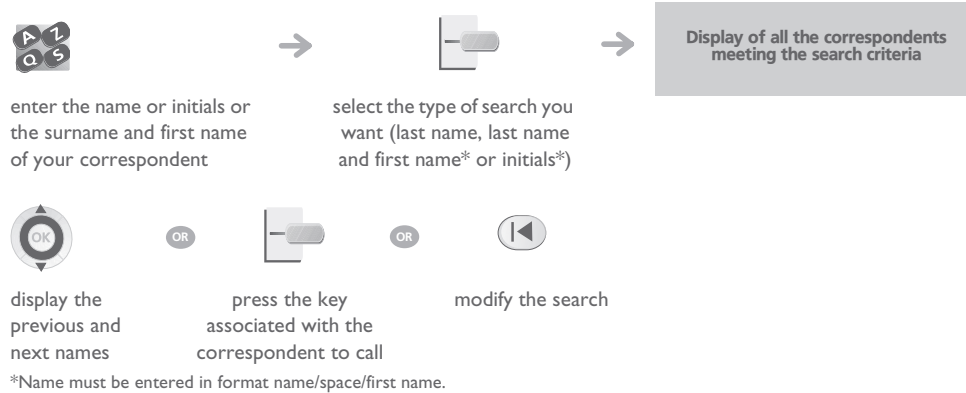 A Z
Q S
Display of all the correspondents
meeting the search criteria
enter the name or initials or
the surname and first name
of your correspondent
select the type of search you
want (last name, last name
and first name* or initials*)
OK
OR
OR
display the
previous and
next names
press the key
associated with the
correspondent to call
modify the search
*Name must be entered in format name/space/first name.